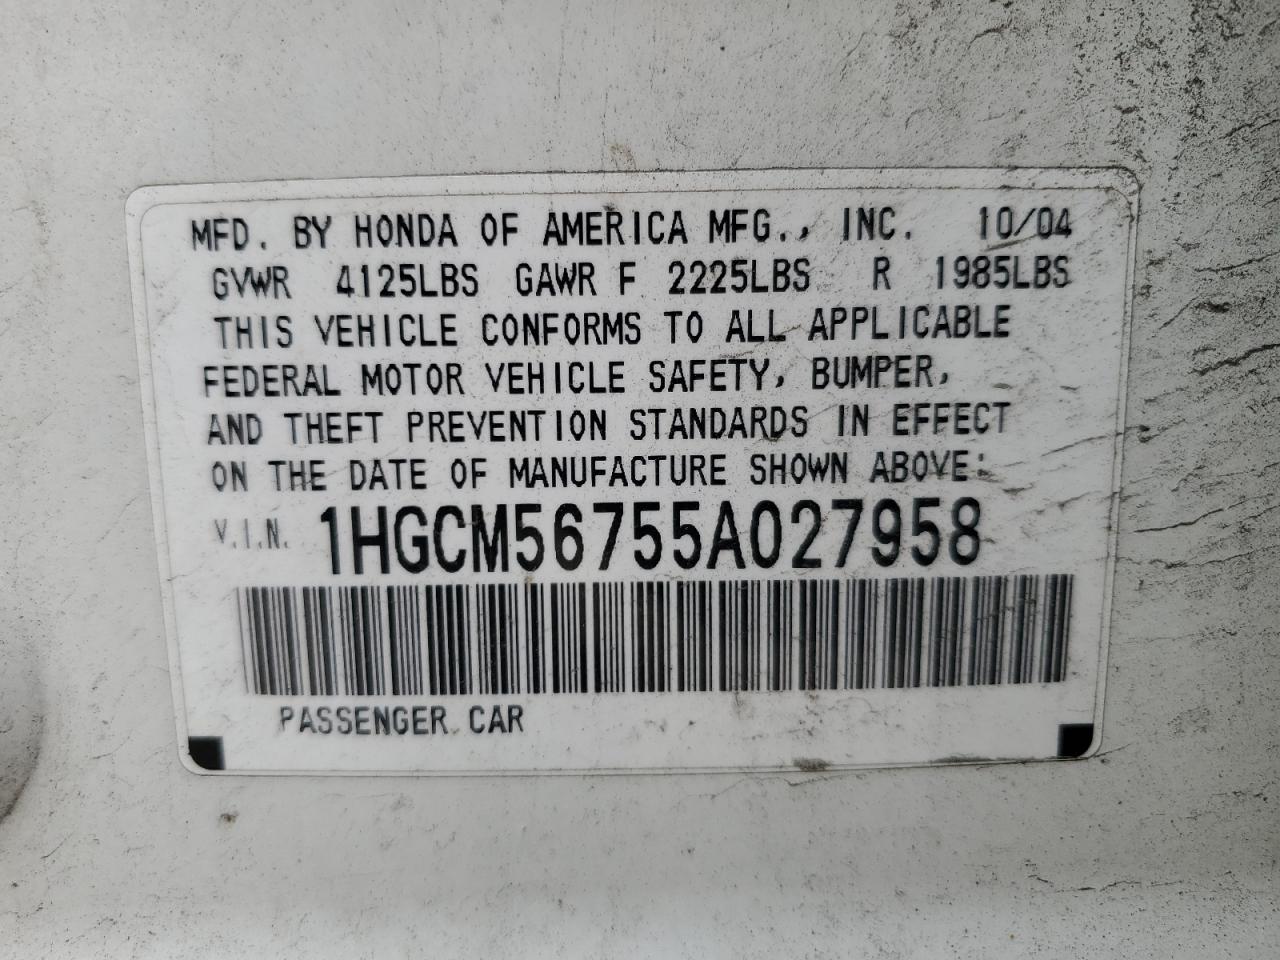 MFD. BY HONDA OF AMERICA MFG., INC. 10/04
GVWR 4125LBS GAWR F 2225LBS R 1985LBS
THIS VEHICLE CONFORMS TO ALL APPLICABLE
FEDERAL MOTOR VEHICLE SAFETY, BUMPER,
AND THEFT PREVENTION STANDARDS IN EFFECT
ON THE DATE OF MANUFACTURE SHOWN ABOVE:
V.I.N. 1HGCM56755A027958
PASSENGER CAR